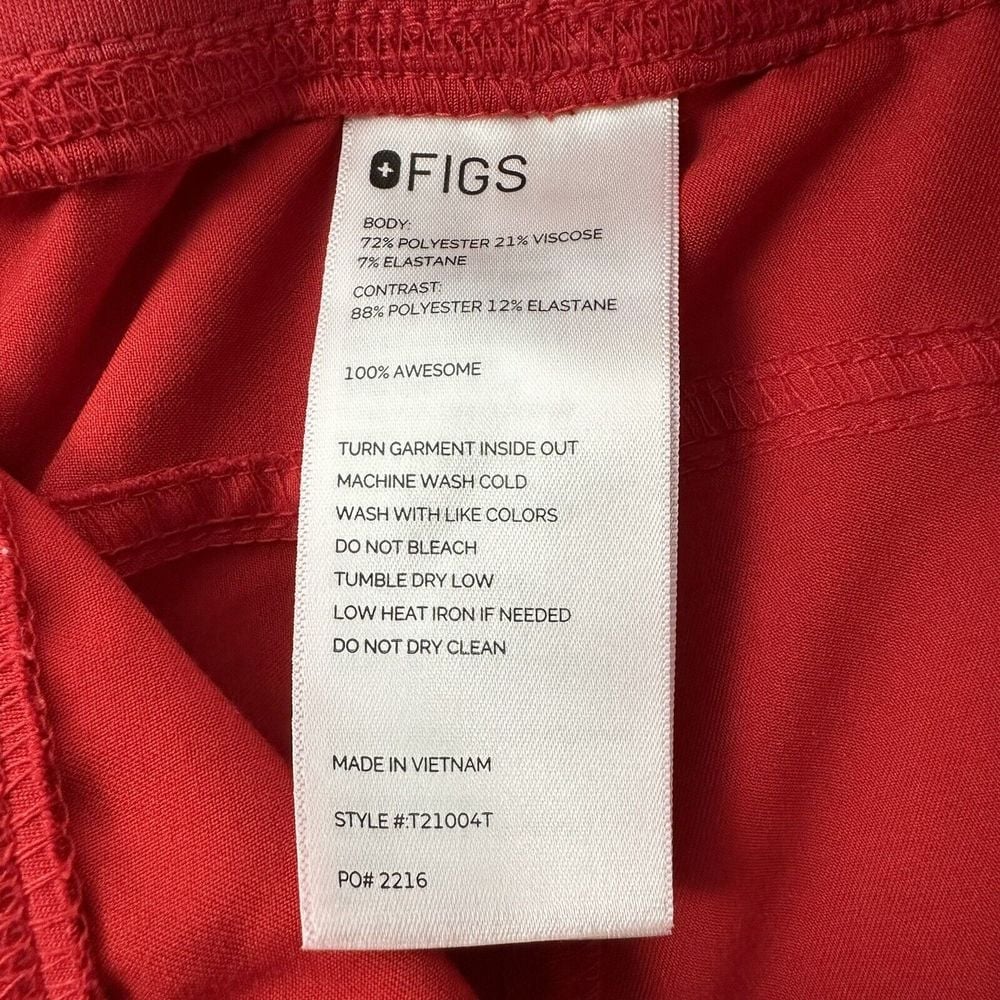 FIGS
BODY:
72% POLYESTER 21% VISCOSE
7% ELASTANE
CONTRAST:
88% POLYESTER 12% ELASTANE
100% AWESOME
TURN GARMENT INSIDE OUT
MACHINE WASH COLD
WASH WITH LIKE COLORS
DO NOT BLEACH
TUMBLE DRY LOW
LOW HEAT IRON IF NEEDED
DO NOT DRY CLEAN
MADE IN VIETNAM
STYLE #:T21004T
PO# 2216